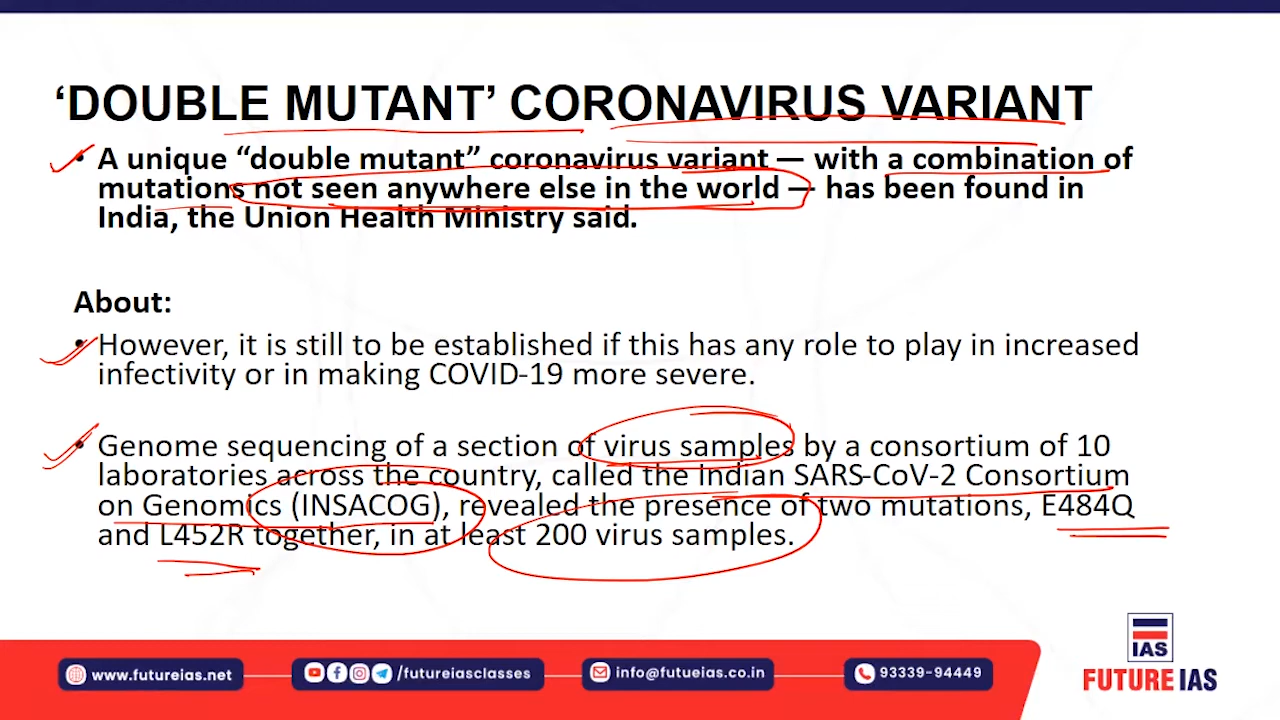 ‘DOUBLE MUTANT’ CORONAVIRUS VARIANT
• A unique “double mutant” coronavirus variant — with a combination of
mutations not seen anywhere else in the world — has been found in
India, the Union Health Ministry said.
About:
• However, it is still to be established if this has any role to play in increased
infectivity or in making COVID-19 more severe.
• Genome sequencing of a section of virus samples by a consortium of 10
laboratories across the country, called the Indian SARS-CoV-2 Consortium
on Genomics (INSACOG), revealed the presence of two mutations, E484Q
and L452R together, in at least 200 virus samples.
www.futureias.net
/futureiasclasses
info@futueias.co.in
93339-94449
IAS
FUTURE IAS